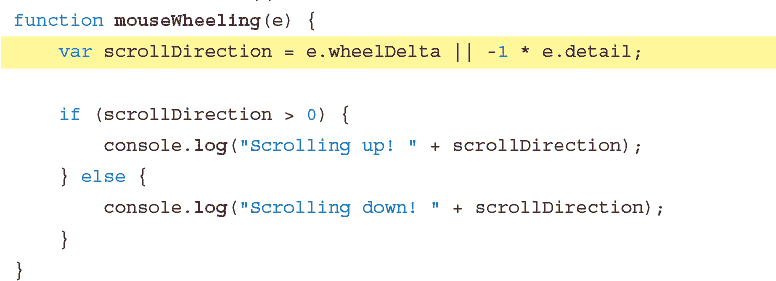 function mouseWheeling(e) {
    var scrollDirection = e.wheelDelta || -1 * e.detail;
    if (scrollDirection > 0) {
        console.log("Scrolling up! " + scrollDirection);
    } else {
        console.log("Scrolling down! " + scrollDirection);
    }
}